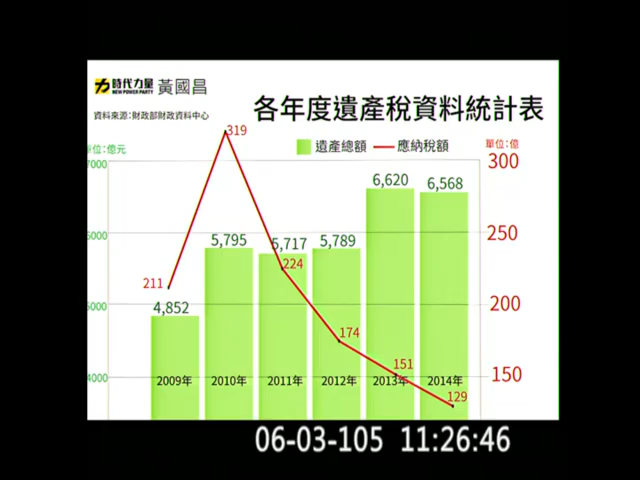 時代力量 黃國昌
NEW POWER PARTY
各年度遺產稅資料統計表
資料來源:財政部財政資料中心
單位:億元
遺產總額 應納稅額
單位:億
7000
6000
5000
4000
300
250
200
150
319
211
224
174
151
129
4,852
5,795
5,717
5,789
6,620
6,568
2009年 2010年 2011年 2012年 2013年 2014年
06-03-105 11:26:46